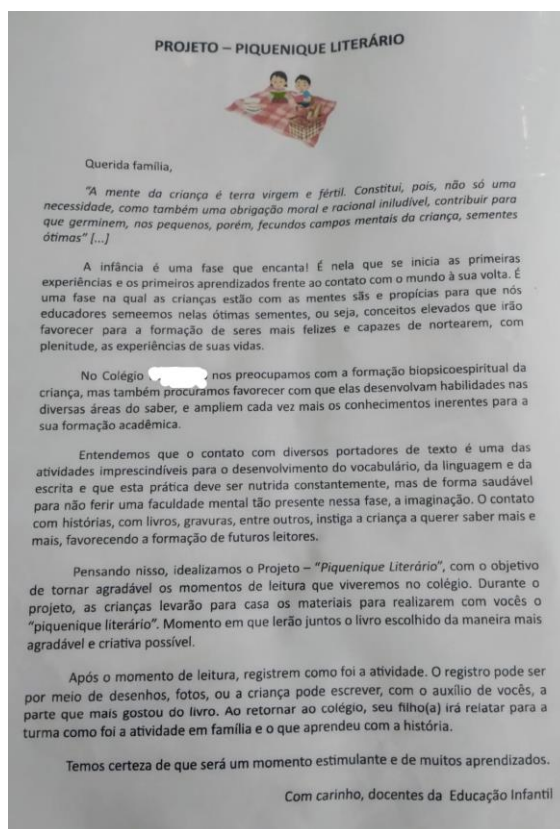 PROJETO – PIQUENIQUE LITERÁRIO
Querida família,
"A mente da criança é terra virgem e fértil. Constitui, pois, não só uma
necessidade, como também uma obrigação moral e racional iniludível, contribuir para
que germinem, nos pequenos, porém, fecundos campos mentais da criança, sementes
ótimas" [...]
A infância é uma fase que encanta! É nela que se inicia as primeiras
experiências e os primeiros aprendizados frente ao contato com o mundo à sua volta. É
uma fase na qual as crianças estão com as mentes sãs e propícias para que nós
educadores semeemos nelas ótimas sementes, ou seja, conceitos elevados que irão
favorecer para a formação de seres mais felizes e capazes de nortearem, com
plenitude, as experiências de suas vidas.
No Colégio nos preocupamos com a formação biopsicoespiritual da
criança, mas também procuramos favorecer com que elas desenvolvam habilidades nas
diversas áreas do saber, e ampliem cada vez mais os conhecimentos inerentes para a
sua formação acadêmica.
Entendemos que o contato com diversos portadores de texto é uma das
atividades imprescindíveis para o desenvolvimento do vocabulário, da linguagem e da
escrita e que esta prática deve ser nutrida constantemente, mas de forma saudável
para não ferir uma faculdade mental tão presente nessa fase, a imaginação. O contato
com histórias, com livros, gravuras, entre outros, instiga a criança a querer saber mais e
mais, favorecendo a formação de futuros leitores.
Pensando nisso, idealizamos o Projeto – "Piquenique Literário", com o objetivo
de tornar agradável os momentos de leitura que viveremos no colégio. Durante o
projeto, as crianças levarão para casa os materiais para realizarem com vocês o
"piquenique literário". Momento em que lerão juntos o livro escolhido da maneira mais
agradável e criativa possível.
Após o momento de leitura, registrem como foi a atividade. O registro pode ser
por meio de desenhos, fotos, ou a criança pode escrever, com o auxílio de vocês, a
parte que mais gostou do livro. Ao retornar ao colégio, seu filho(a) irá relatar para a
turma como foi a atividade em família e o que aprendeu com a história.
Temos certeza de que será um momento estimulante e de muitos aprendizados.
Com carinho, docentes da Educação Infantil